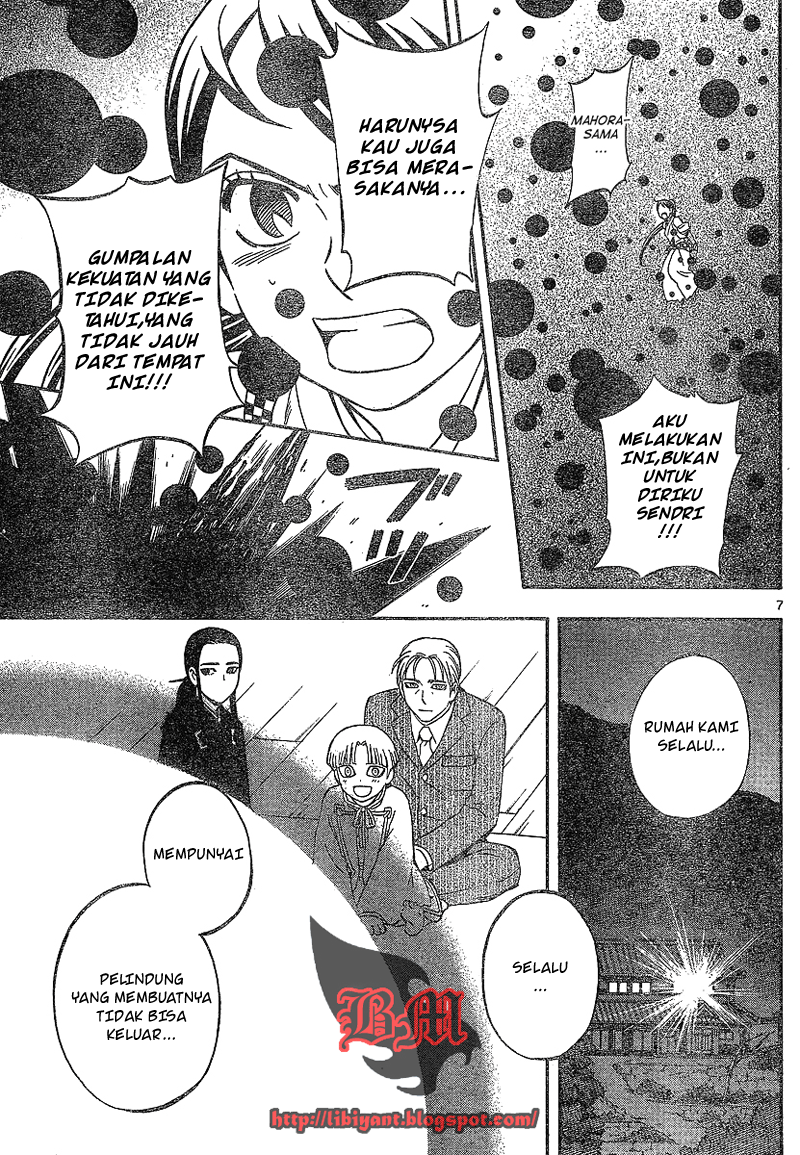 MAHORA-
SAMA
...
AKU
MELAKUKAN
INI,BUKAN
UNTUK
DIRIKU
SENDRI
!!!
HARUNYSA
KAU JUGA
BISA MERA-
SAKANYA...
GUMPALAN
KEKUATAN YANG
TIDAK DIKE-
TAHUI,YANG
TIDAK JAUH
DARI TEMPAT
INI!!!
ブブ
7
RUMAH KAMI
SELALU...
SELALU
...
MEMPUNYAI
PELINDUNG
YANG MEMBUATNYA
TIDAK BISA
KELUAR...
BM
http://libiyant.blogspot.com/